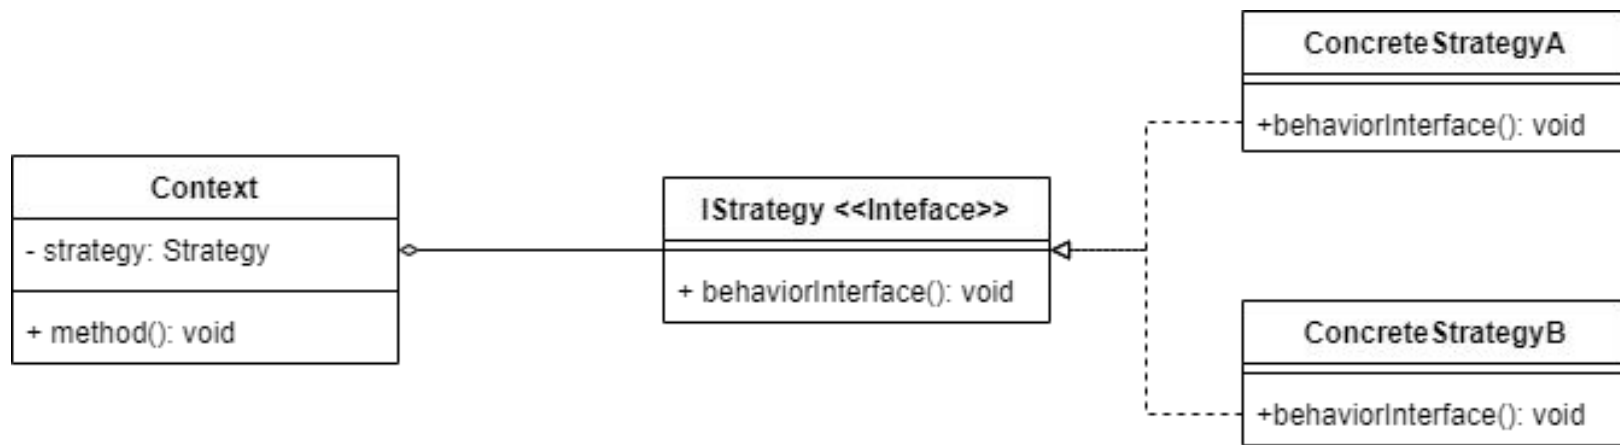 Context
- strategy: Strategy
+ method(): void
IStrategy <<Inteface>>
+ behaviorInterface(): void
ConcreteStrategyA
+behaviorInterface(): void
ConcreteStrategyB
+behaviorInterface(): void